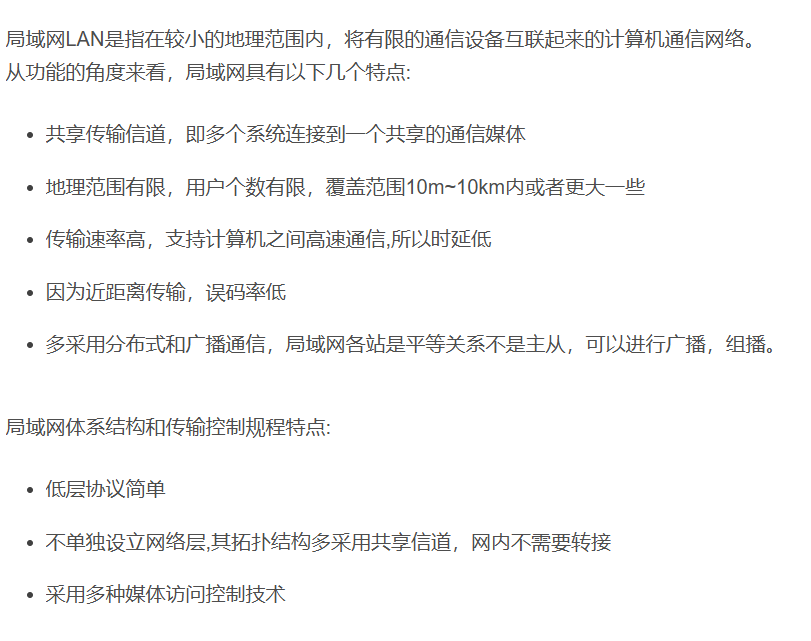 局域网LAN是指在较小的地理范围内，将有限的通信设备互联起来的计算机通信网络。
从功能的角度来看，局域网具有以下几个特点:
• 共享传输信道，即多个系统连接到一个共享的通信媒体
• 地理范围有限，用户个数有限，覆盖范围10m~10km内或者更大一些
• 传输速率高，支持计算机之间高速通信,所以时延低
• 因为近距离传输，误码率低
• 多采用分布式和广播通信，局域网各站是平等关系不是主从，可以进行广播，组播。
局域网体系结构和传输控制规程特点:
• 低层协议简单
• 不单独设立网络层,其拓扑结构多采用共享信道，网内不需要转接
• 采用多种媒体访问控制技术